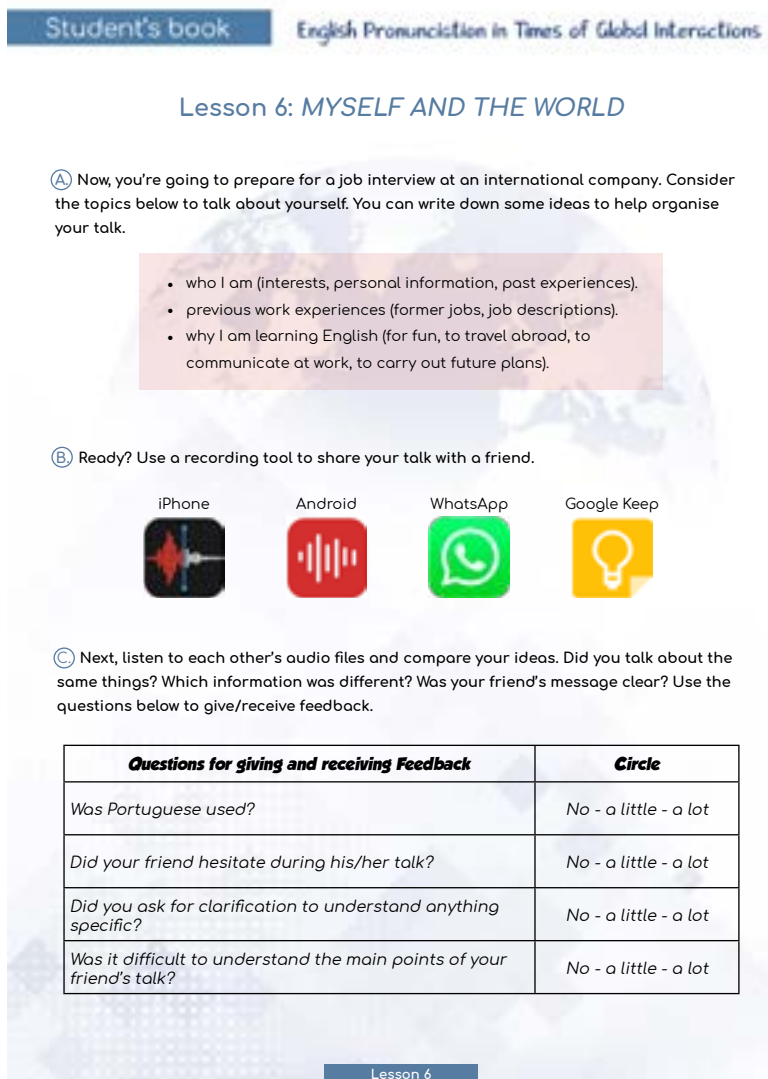 Student's book
English Pronunciation in Times of Global Interactions
Lesson 6: MYSELF AND THE WORLD
A. Now, you're going to prepare for a job interview at an international company. Consider
the topics below to talk about yourself. You can write down some ideas to help organise
your talk.
• who I am (interests, personal information, past experiences).
• previous work experiences (former jobs, job descriptions).
• why I am learning English (for fun, to travel abroad, to
communicate at work, to carry out future plans).
B. Ready? Use a recording tool to share your talk with a friend.
iPhone Android WhatsApp Google Keep
C. Next, listen to each other's audio files and compare your ideas. Did you talk about the
same things? Which information was different? Was your friend's message clear? Use the
questions below to give/receive feedback.
Questions for giving and receiving Feedback Circle
Was Portuguese used? No - a little - a lot
Did your friend hesitate during his/her talk? No - a little - a lot
Did you ask for clarification to understand anything
specific? No - a little - a lot
Was it difficult to understand the main points of your
friend's talk? No - a little - a lot
Lesson 6